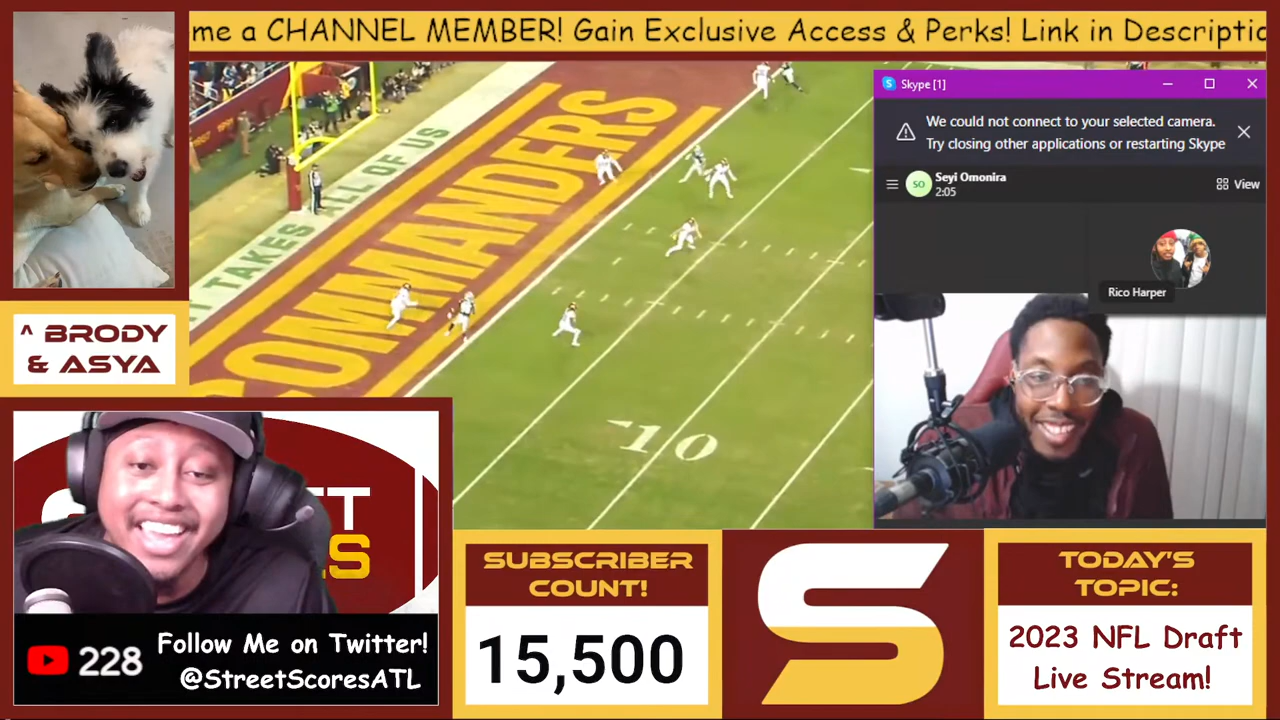 me a CHANNEL MEMBER! Gain Exclusive Access & Perks! Link in Descriptio
TAKES ALL OF US
COMMANDERS
10
Skype [1]
We could not connect to your selected camera.
Try closing other applications or restarting Skype
SO
Seyi Omonira
2:05
View
Rico Harper
^ BRODY
& ASYA
228
Follow Me on Twitter!
@StreetScoresATL
SUBSCRIBER
COUNT!
15,500
S
TODAY'S
TOPIC:
2023 NFL Draft
Live Stream!